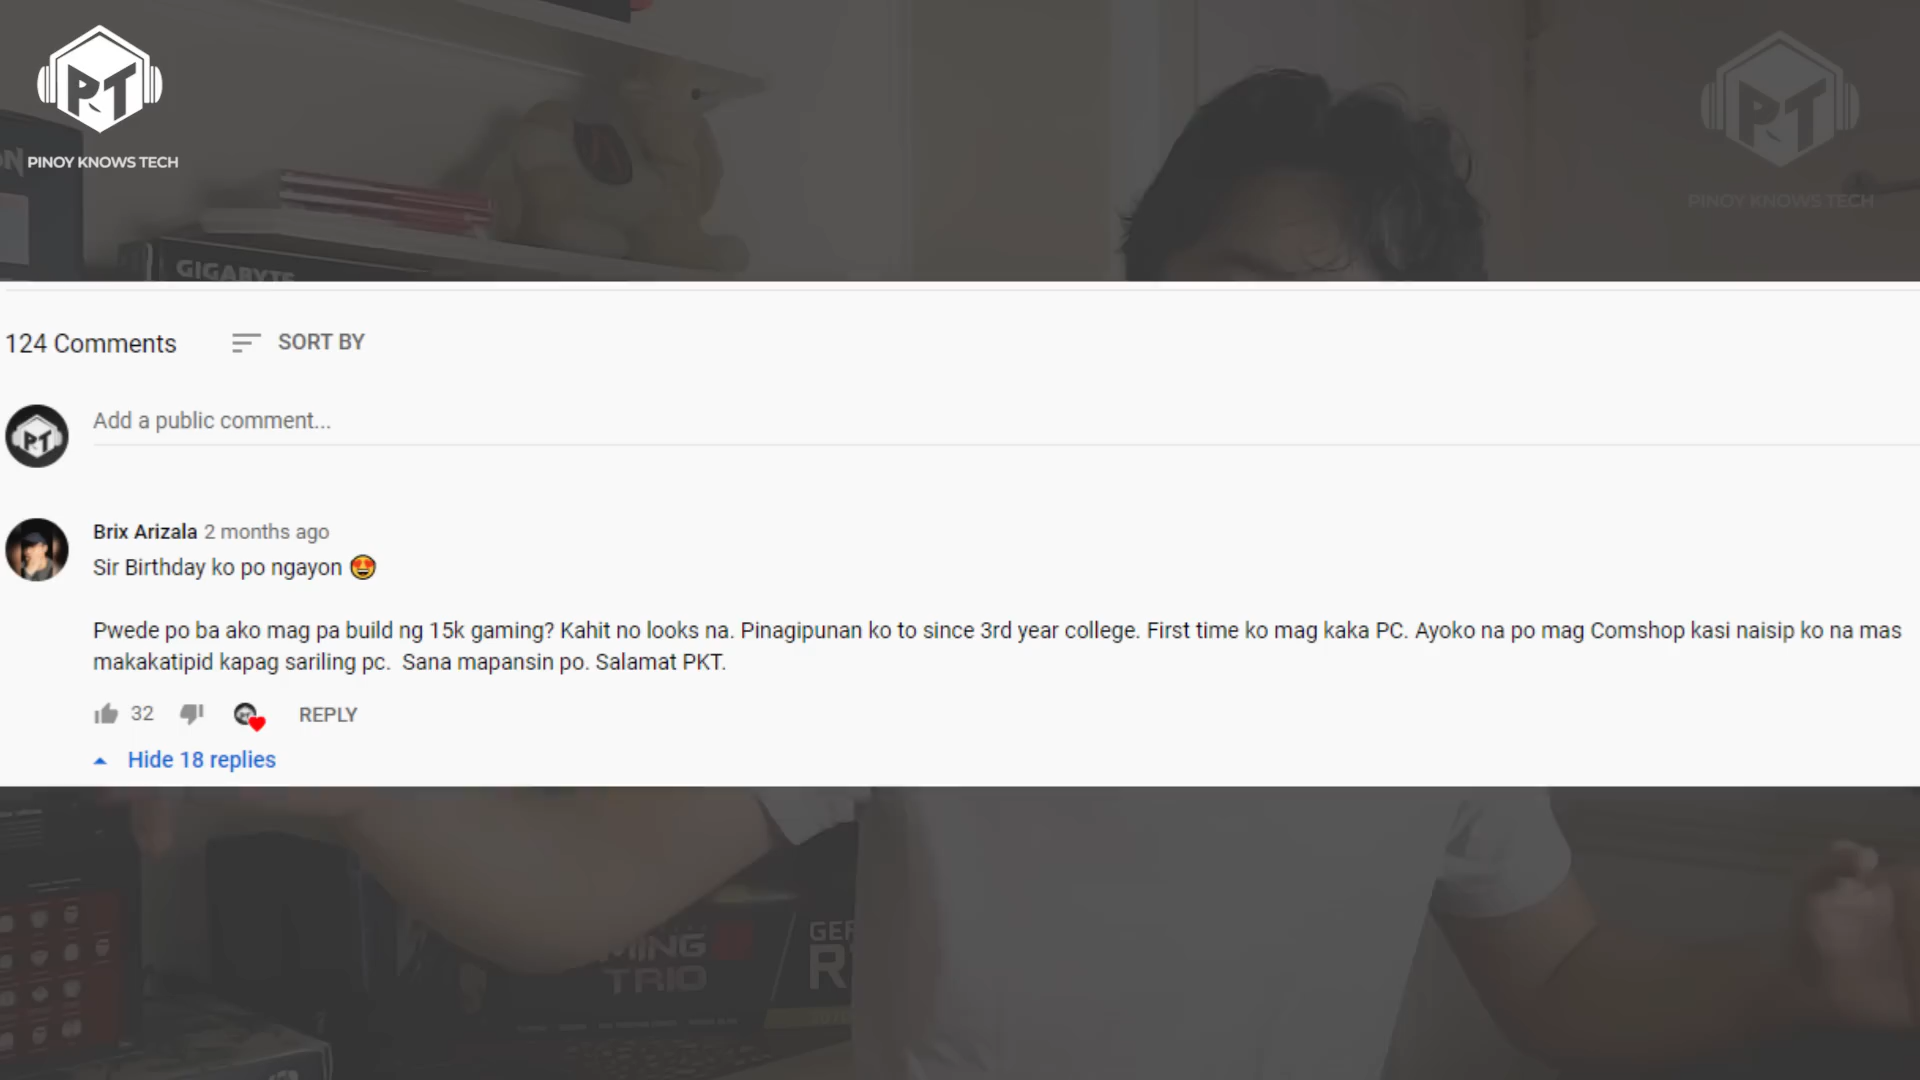 PINOY KNOWS TECH
PINOY KNOWS TECH
GIGABYTE
124 Comments SORT BY
Add a public comment...
Brix Arizala 2 months ago
Sir Birthday ko po ngayon 😍
Pwede po ba ako mag pa build ng 15k gaming? Kahit no looks na. Pinagipunan ko to since 3rd year college. First time ko mag kaka PC. Ayoko na po mag Comshop kasi naisip ko na mas
makakatipid kapag sariling pc. Sana mapansin po. Salamat PKT.
32 REPLY
Hide 18 replies
TRIO